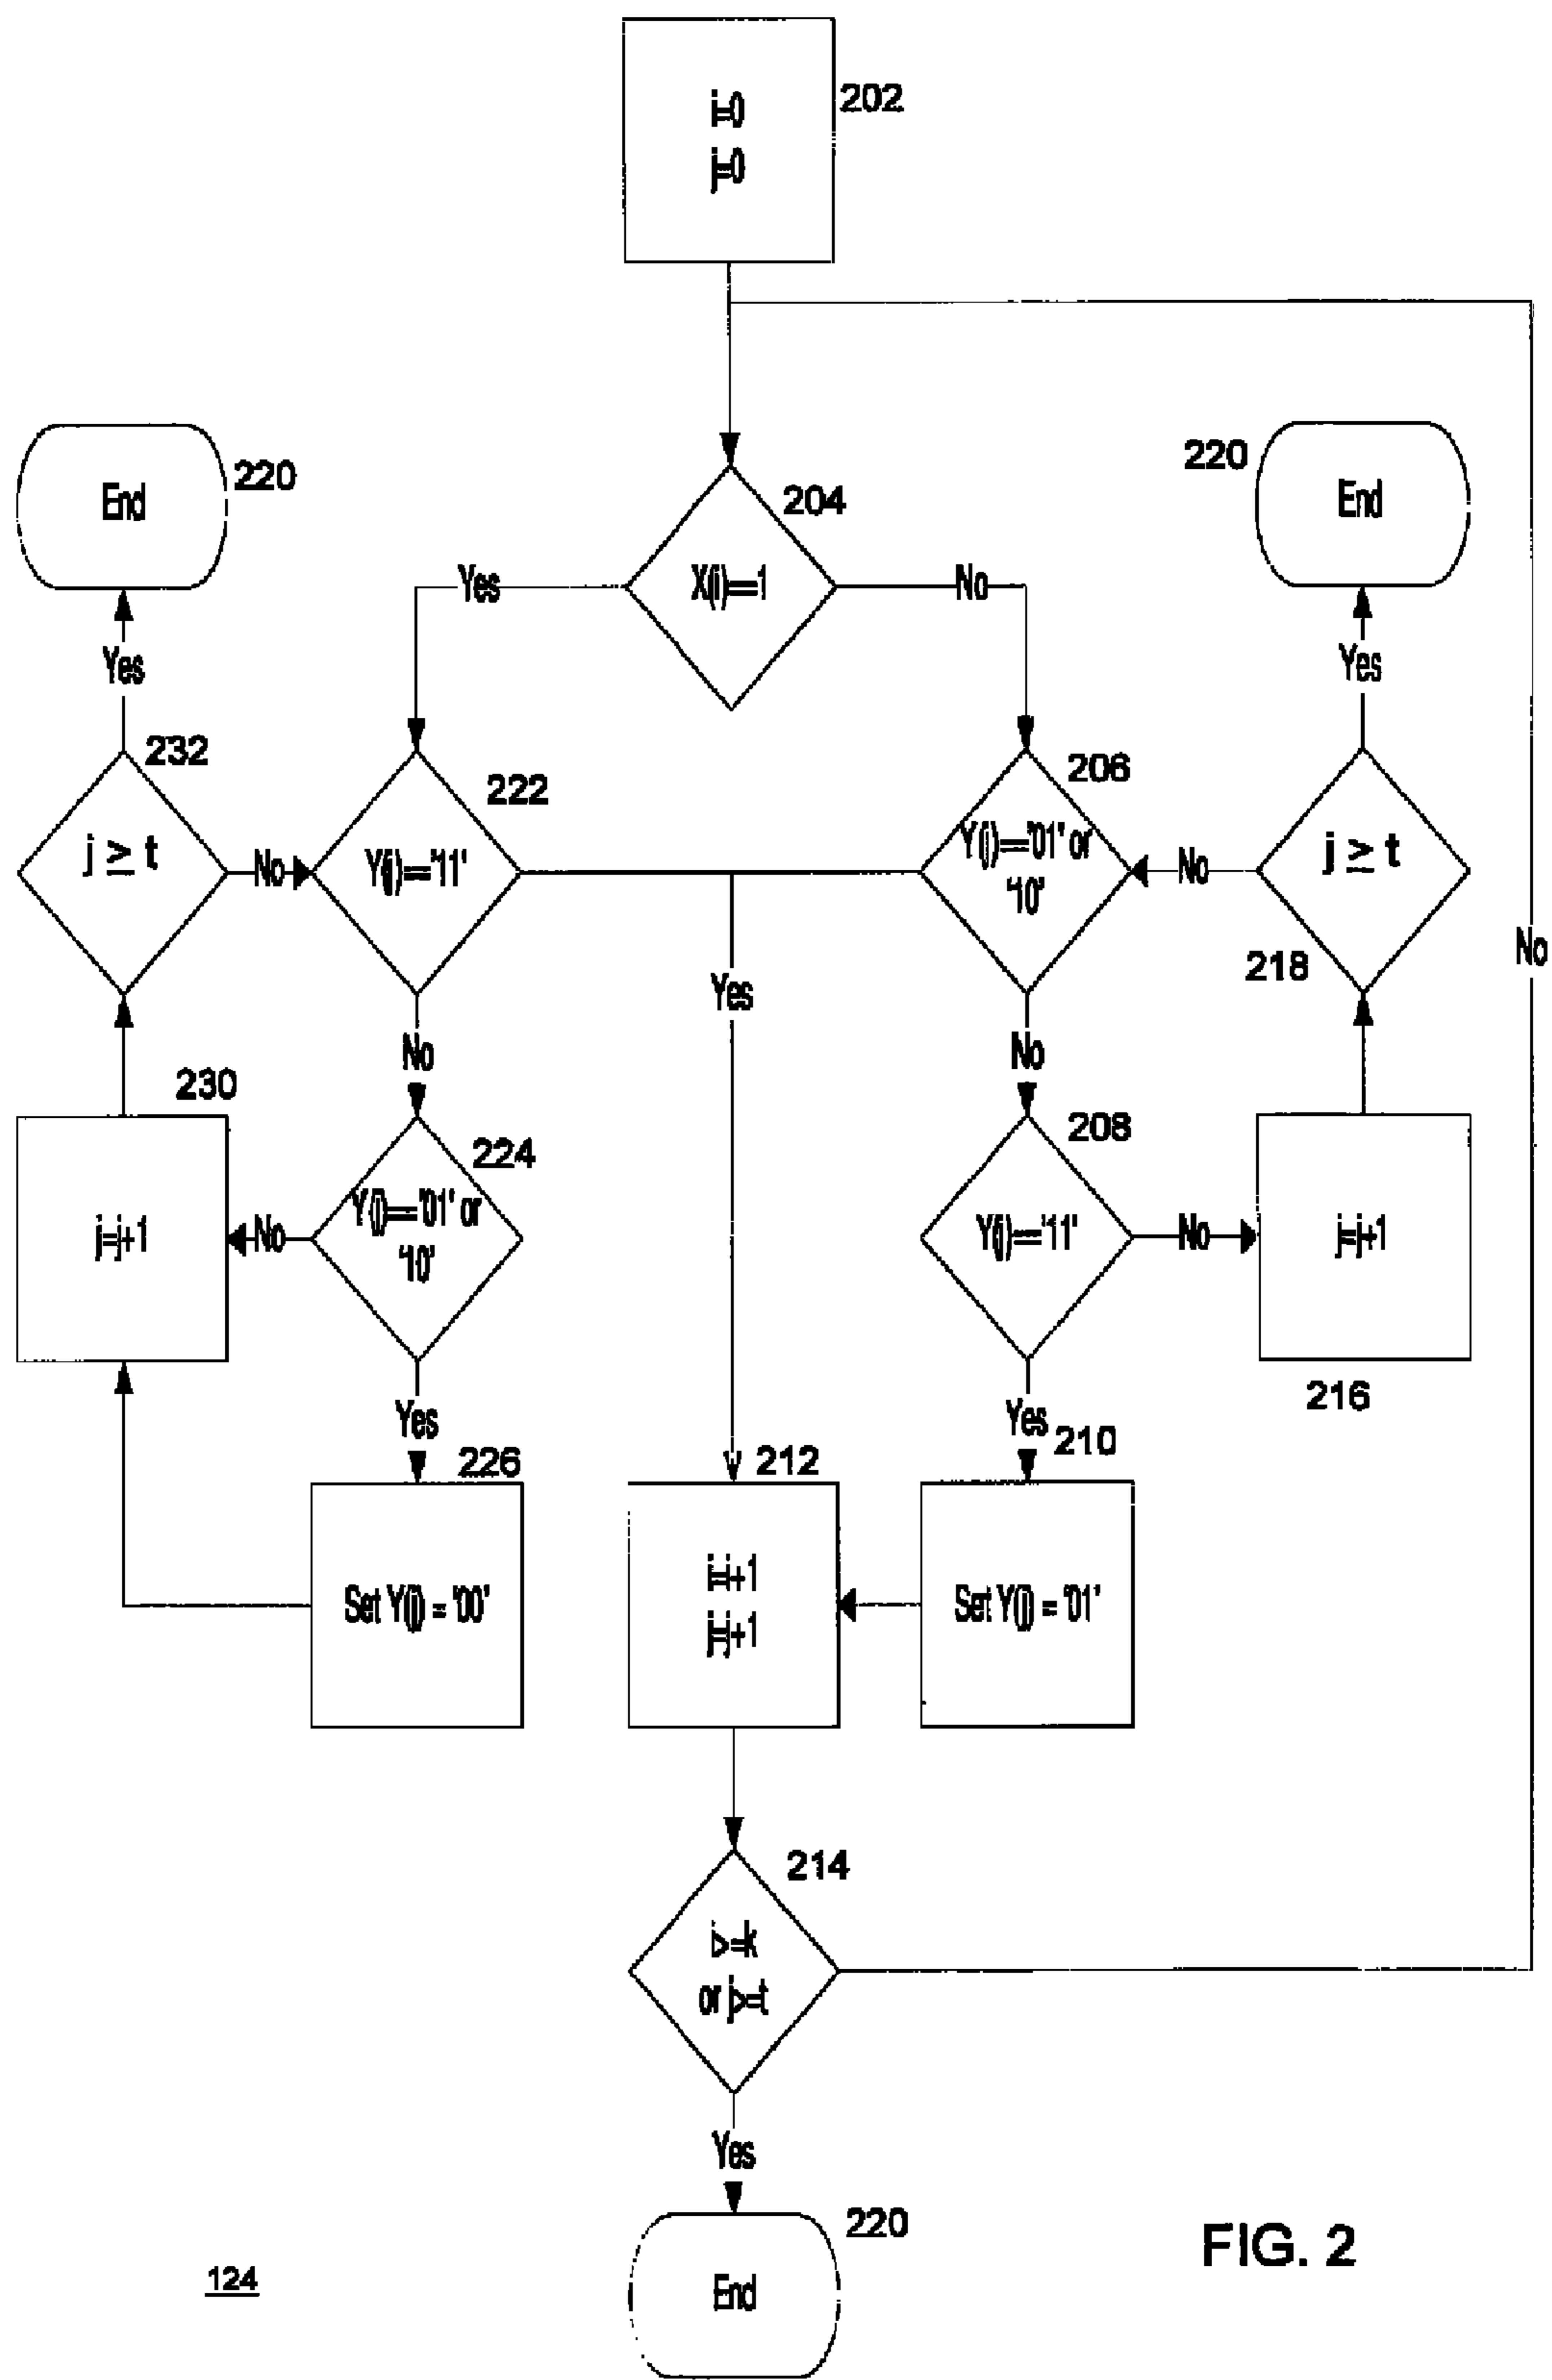 i=0
j=0
202
204
X(i)==1
Yes
No
220
End
220
End
Yes
Yes
232
j ≥ t
No
222
Y(j)=='11'
206
Y(j)=='01' or
'10'
No
j ≥ t
218
No
Yes
No
No
230
j=j+1
No
224
Y(j)=='01' or
'10'
208
Y(j)=='11'
No
j=j+1
216
Yes
226
Set Y(j) = '00'
212
i=i+1
j=j+1
Yes
210
Set Y(j) = '01'
214
>=k
or j>=t
Yes
220
End
124
FIG. 2